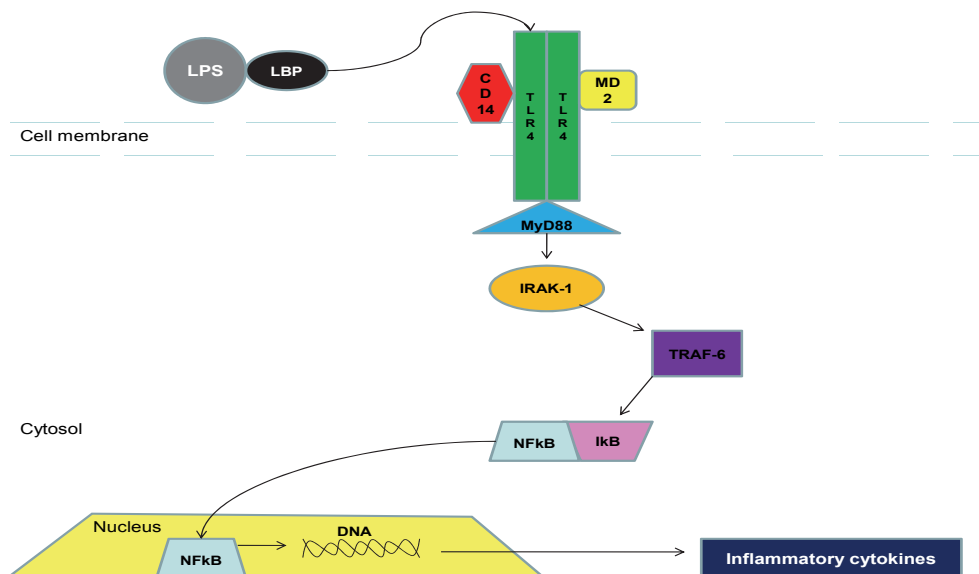 LPS
LBP
C
D
14
T
L
R
4
T
L
R
4
MD
2
Cell membrane
MyD88
IRAK-1
TRAF-6
Cytosol
NFkB
IkB
Nucleus
DNA
NFkB
Inflammatory cytokines